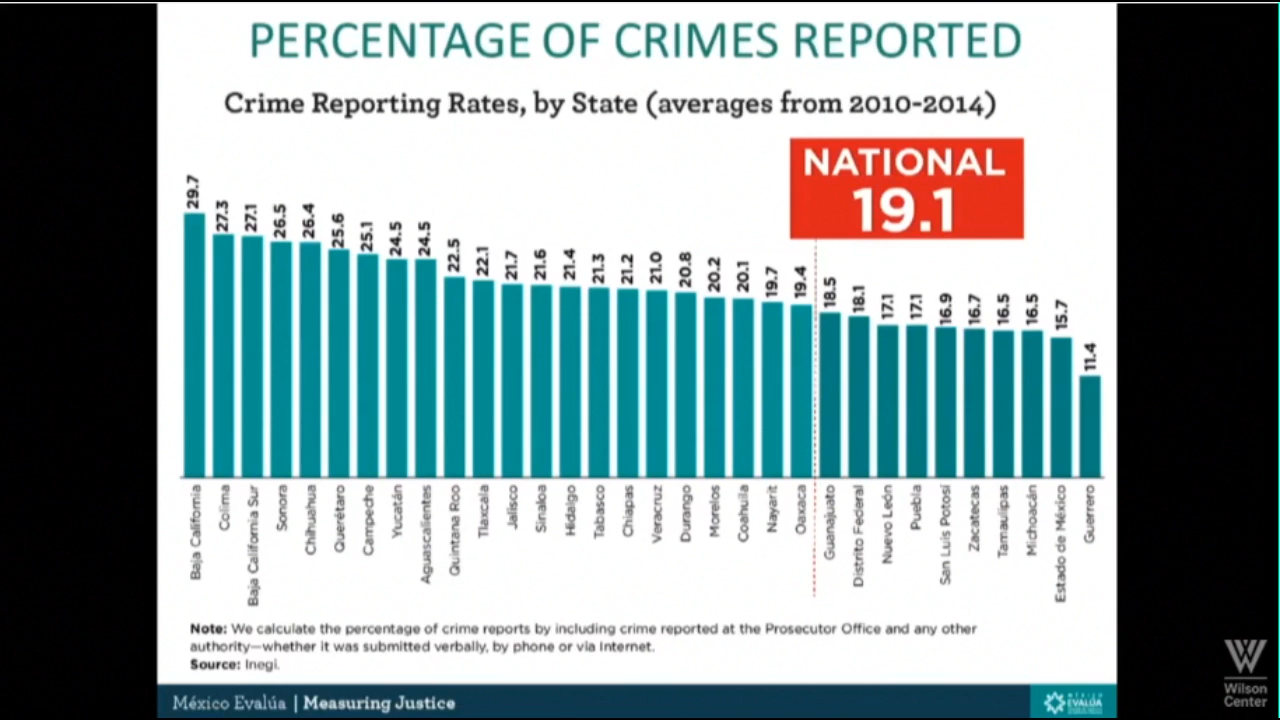 PERCENTAGE OF CRIMES REPORTED
Crime Reporting Rates, by State (averages from 2010-2014)
NATIONAL
19.1
29.7
27.3
27.1
26.5
26.4
25.6
25.1
24.5
24.5
22.5
22.1
21.7
21.6
21.4
21.3
21.2
21.0
20.8
20.2
20.1
19.7
19.4
18.5
18.1
17.1
17.1
16.9
16.7
16.5
16.5
15.7
11.4
Baja California
Colima
Baja California Sur
Sonora
Chihuahua
Querétaro
Campeche
Yucatán
Aguascalientes
Quintana Roo
Tlaxcala
Jalisco
Sinaloa
Hidalgo
Tabasco
Chiapas
Veracruz
Durango
Morelos
Coahuila
Nayarit
Oaxaca
Guanajuato
Distrito Federal
Nuevo León
Puebla
San Luis Potosí
Zacatecas
Tamaulipas
Michoacán
Estado de México
Guerrero
Note: We calculate the percentage of crime reports by including crime reported at the Prosecutor Office and any other
authority—whether it was submitted verbally, by phone or via Internet.
Source: Inegi.
México Evalúa | Measuring Justice
MÉXICO
EVALÚA
Wilson
Center